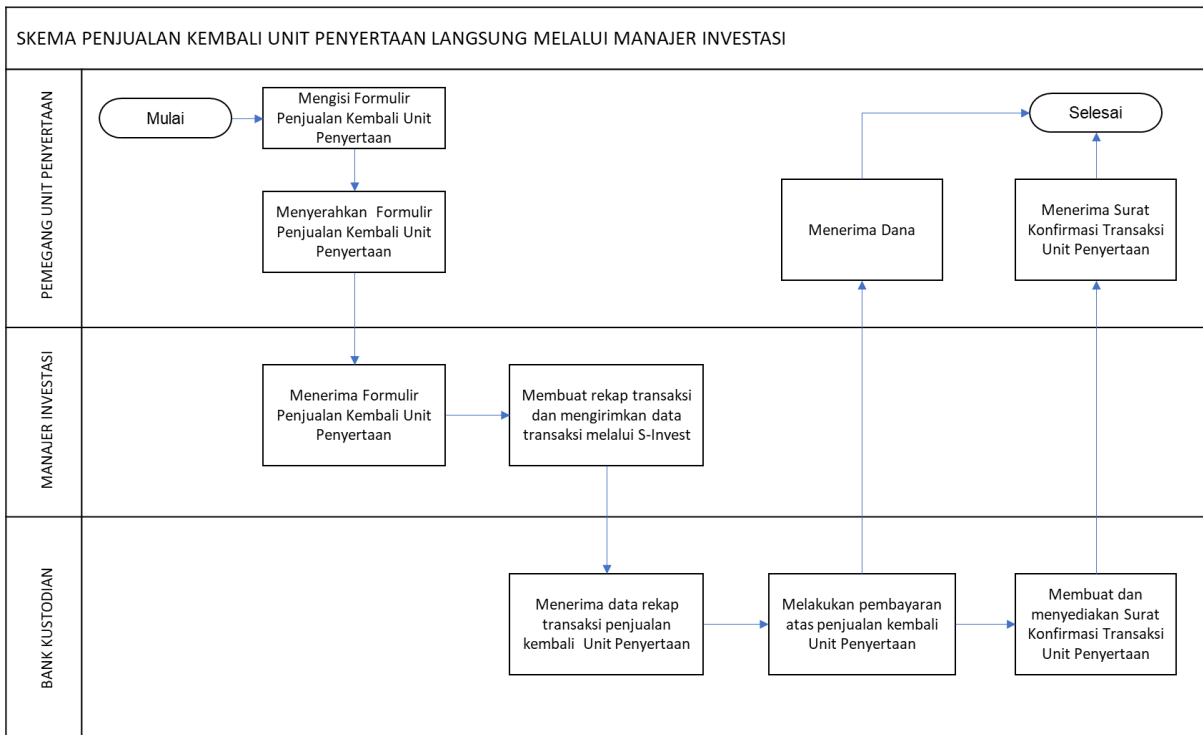 SKEMA PENJUALAN KEMBALI UNIT PENYERTAAN LANGSUNG MELALUI MANAJER INVESTASI
PEMEGANG UNIT PENYERTAAN
Mulai
Mengisi Formulir
Penjualan Kembali Unit
Penyertaan
Selesai
Menyerahkan Formulir
Penjualan Kembali Unit
Penyertaan
Menerima Dana
Menerima Surat
Konfirmasi Transaksi
Unit Penyertaan
MANAJER INVESTASI
Menerima Formulir
Penjualan Kembali Unit
Penyertaan
Membuat rekap transaksi
dan mengirimkan data
transaksi melalui S-Invest
BANK KUSTODIAN
Menerima data rekap
transaksi penjualan
kembali Unit Penyertaan
Melakukan pembayaran
atas penjualan kembali
Unit Penyertaan
Membuat dan
menyediakan Surat
Konfirmasi Transaksi
Unit Penyertaan